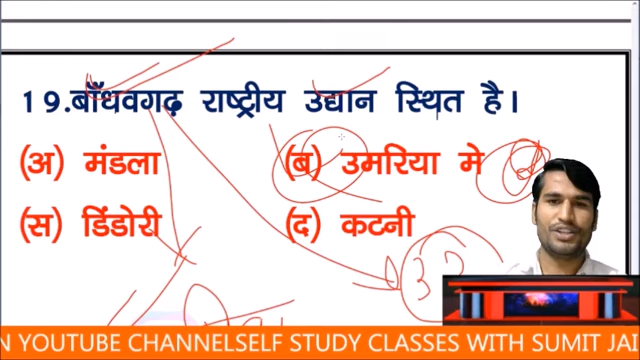 19.बाँधवगढ़ राष्ट्रीय उद्यान स्थित है।
(अ) मंडला (ब) उमरिया मे
(स) डिंडोरी (द) कटनी
N YOUTUBE CHANNELSELF STUDY CLASSES WITH SUMIT JAI